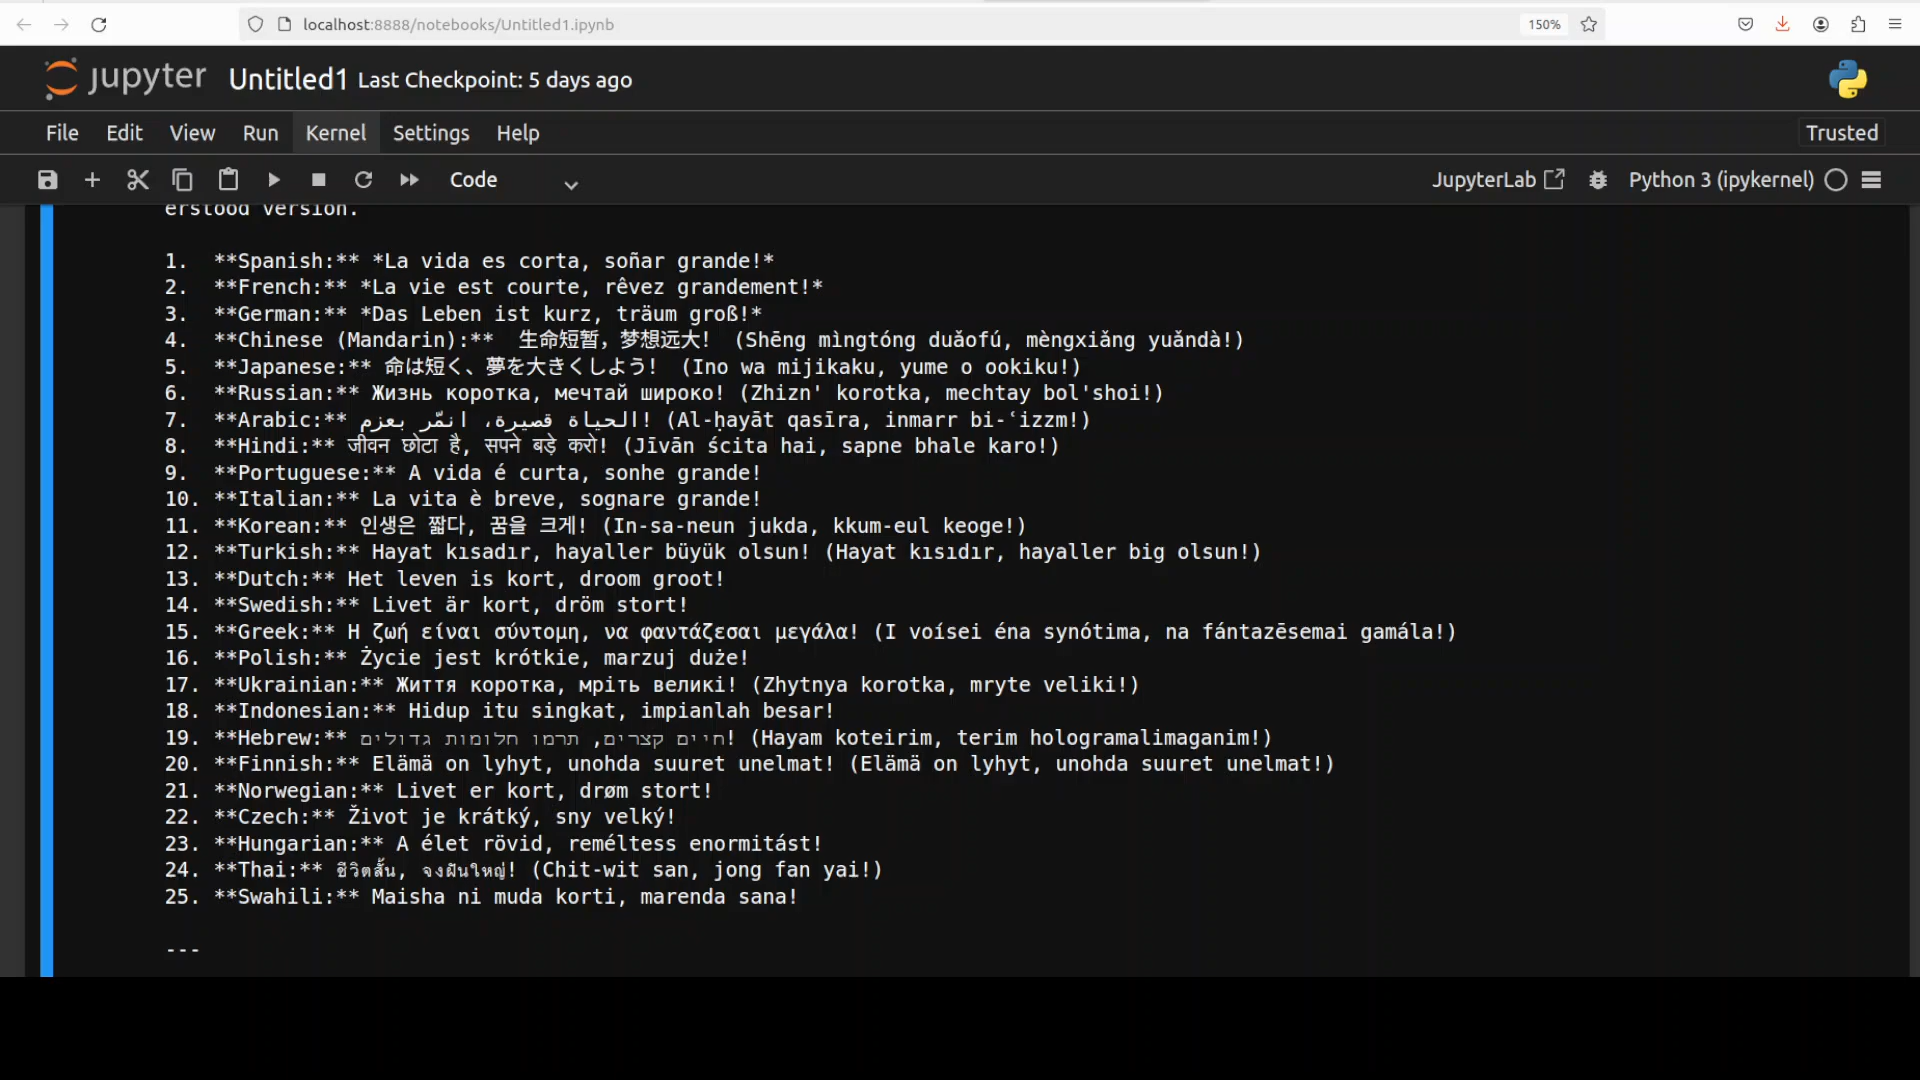 localhost:8888/notebooks/Untitled1.ipynb
150%
jupyter Untitled1 Last Checkpoint: 5 days ago
File Edit View Run Kernel Settings Help
Trusted
Code
JupyterLab
Python 3 (ipykernel)
erstood version.
1. **Spanish:** *La vida es corta, soñar grande!*
2. **French:** *La vie est courte, rêvez grandement!*
3. **German:** *Das Leben ist kurz, träum groß!*
4. **Chinese (Mandarin):** 生命短暂，梦想远大! (Shēng mìngtóng duǎofú, mèngxiǎng yuǎndà!)
5. **Japanese:** 命は短く、夢を大きくしよう! (Ino wa mijikaku, yume o ookiku!)
6. **Russian:** Жизнь коротка, мечтай широко! (Zhizn' korotka, mechtay bol'shoi!)
7. **Arabic:** الحياة قصيرة، انمّر بعزم! (Al-ḥayāt qasīra, inmarr bi-ʿizzm!)
8. **Hindi:** जीवन छोटा है, सपने बड़े करो! (Jīvān ścita hai, sapne bhale karo!)
9. **Portuguese:** A vida é curta, sonhe grande!
10. **Italian:** La vita è breve, sognare grande!
11. **Korean:** 인생은 짧다, 꿈을 크게! (In-sa-neun jukda, kkum-eul keoge!)
12. **Turkish:** Hayat kısadır, hayaller büyük olsun! (Hayat kısıdır, hayaller big olsun!)
13. **Dutch:** Het leven is kort, droom groot!
14. **Swedish:** Livet är kort, dröm stort!
15. **Greek:** Η ζωή είναι σύντομη, να φαντάζεσαι μεγάλα! (I voísei éna synótima, na fántazēsemai gamála!)
16. **Polish:** Życie jest krótkie, marzuj duże!
17. **Ukrainian:** Життя коротка, мріть великі! (Zhytnya korotka, mryte veliki!)
18. **Indonesian:** Hidup itu singkat, impianlah besar!
19. **Hebrew:** חיים קצרים, תרמו חלומות גדולים! (Hayam koteirim, terim hologramalimaganim!)
20. **Finnish:** Elämä on lyhyt, unohda suuret unelmat! (Elämä on lyhyt, unohda suuret unelmat!)
21. **Norwegian:** Livet er kort, drøm stort!
22. **Czech:** Život je krátký, sny velký!
23. **Hungarian:** A élet rövid, reméltess enormitást!
24. **Thai:** ชีวิตสั้น, จงฝันใหญ่! (Chit-wit san, jong fan yai!)
25. **Swahili:** Maisha ni muda korti, marenda sana!
---